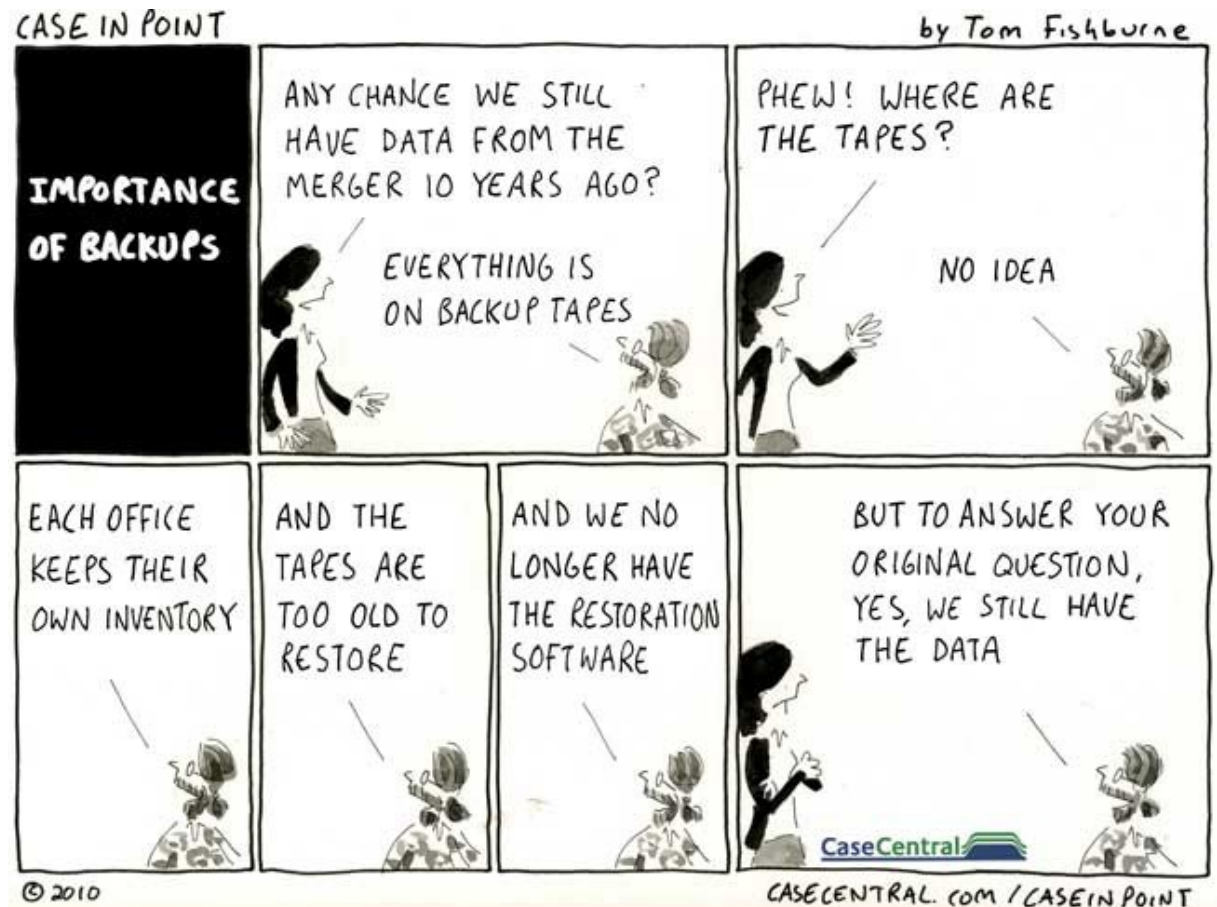 CASE IN POINT
by Tom Fishburne
IMPORTANCE
OF BACKUPS
ANY CHANCE WE STILL
HAVE DATA FROM THE
MERGER 10 YEARS AGO?
EVERYTHING IS
ON BACKUP TAPES
PHEW! WHERE ARE
THE TAPES?
NO IDEA
EACH OFFICE
KEEPS THEIR
OWN INVENTORY
AND THE
TAPES ARE
TOO OLD TO
RESTORE
AND WE NO
LONGER HAVE
THE RESTORATION
SOFTWARE
BUT TO ANSWER YOUR
ORIGINAL QUESTION,
YES, WE STILL HAVE
THE DATA
CaseCentral
© 2010
CASECENTRAL.COM/CASEINPOINT